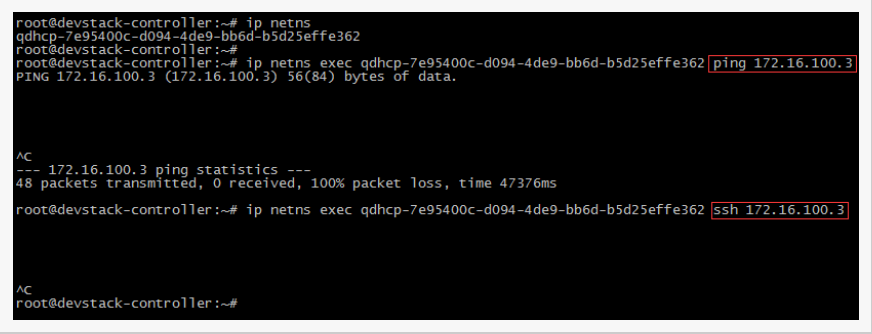 root@devstack-controller:~# ip netns
qdhcp-7e95400c-d094-4de9-bb6d-b5d25effe362
root@devstack-controller:~#
root@devstack-controller:~# ip netns exec qdhcp-7e95400c-d094-4de9-bb6d-b5d25effe362 ping 172.16.100.3
PING 172.16.100.3 (172.16.100.3) 56(84) bytes of data.
^C
--- 172.16.100.3 ping statistics ---
48 packets transmitted, 0 received, 100% packet loss, time 47376ms
root@devstack-controller:~# ip netns exec qdhcp-7e95400c-d094-4de9-bb6d-b5d25effe362 ssh 172.16.100.3
^C
root@devstack-controller:~#